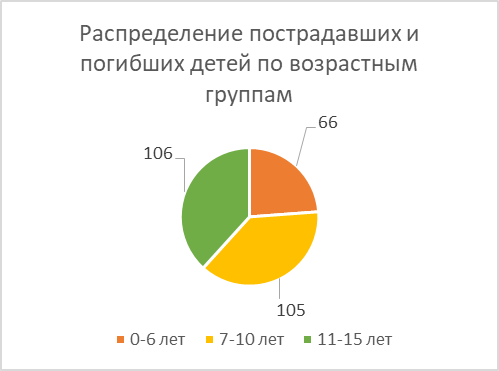 Распределение пострадавших и
погибших детей по возрастным
группам
66
106
105
0-6 лет 7-10 лет 11-15 лет